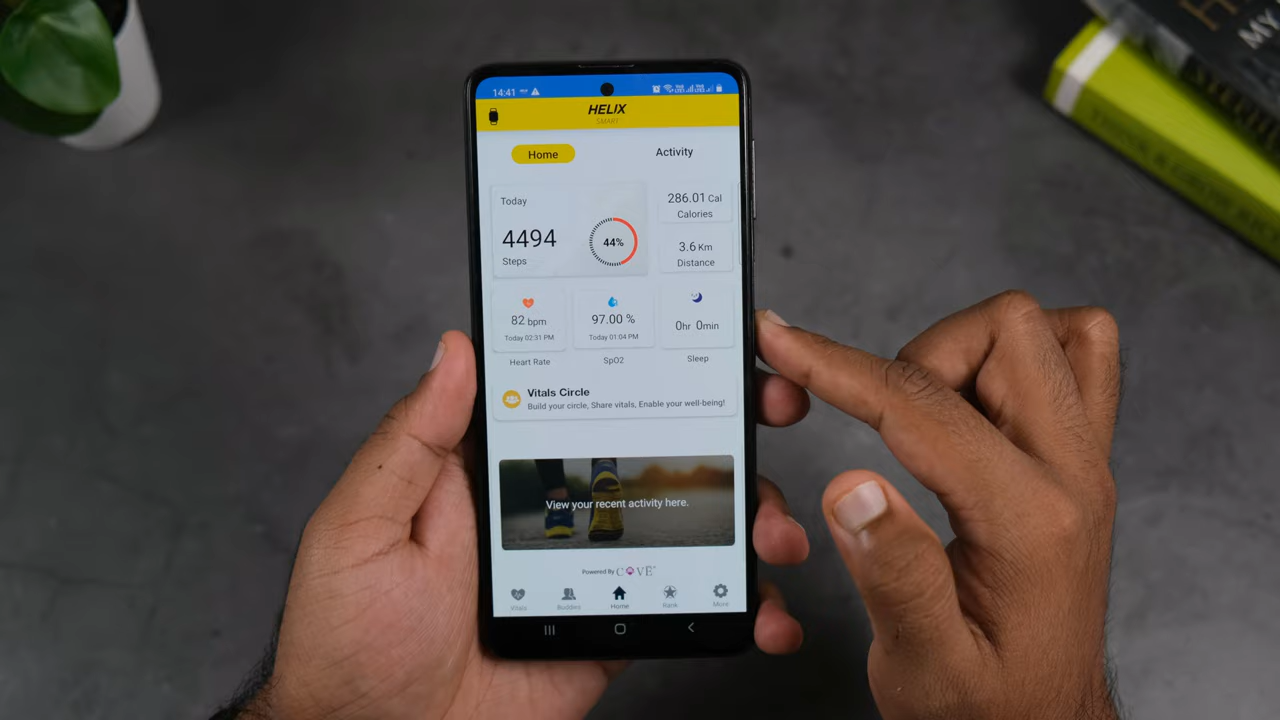 14:41
HELIX
SMART
Home
Activity
Today
4494
Steps
44%
286.01 Cal
Calories
3.6 Km
Distance
82 bpm
Today 02:31 PM
Heart Rate
97.00 %
Today 01:04 PM
SpO2
0hr 0min
Sleep
Vitals Circle
Build your circle, Share vitals, Enable your well-being!
View your recent activity here.
Powered By COVE
Vitals
Buddies
Home
Rank
More
MY